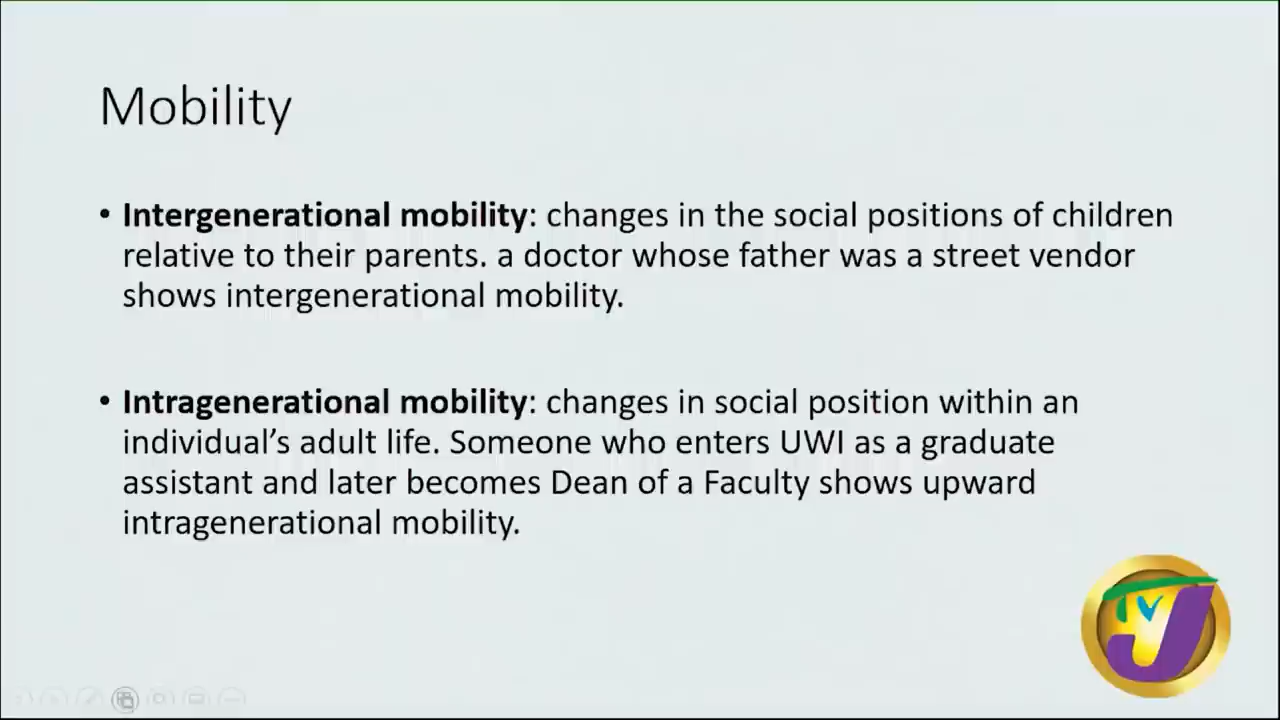 Mobility
• Intergenerational mobility: changes in the social positions of children
relative to their parents. a doctor whose father was a street vendor
shows intergenerational mobility.
• Intragenerational mobility: changes in social position within an
individual’s adult life. Someone who enters UWI as a graduate
assistant and later becomes Dean of a Faculty shows upward
intragenerational mobility.
TVJ